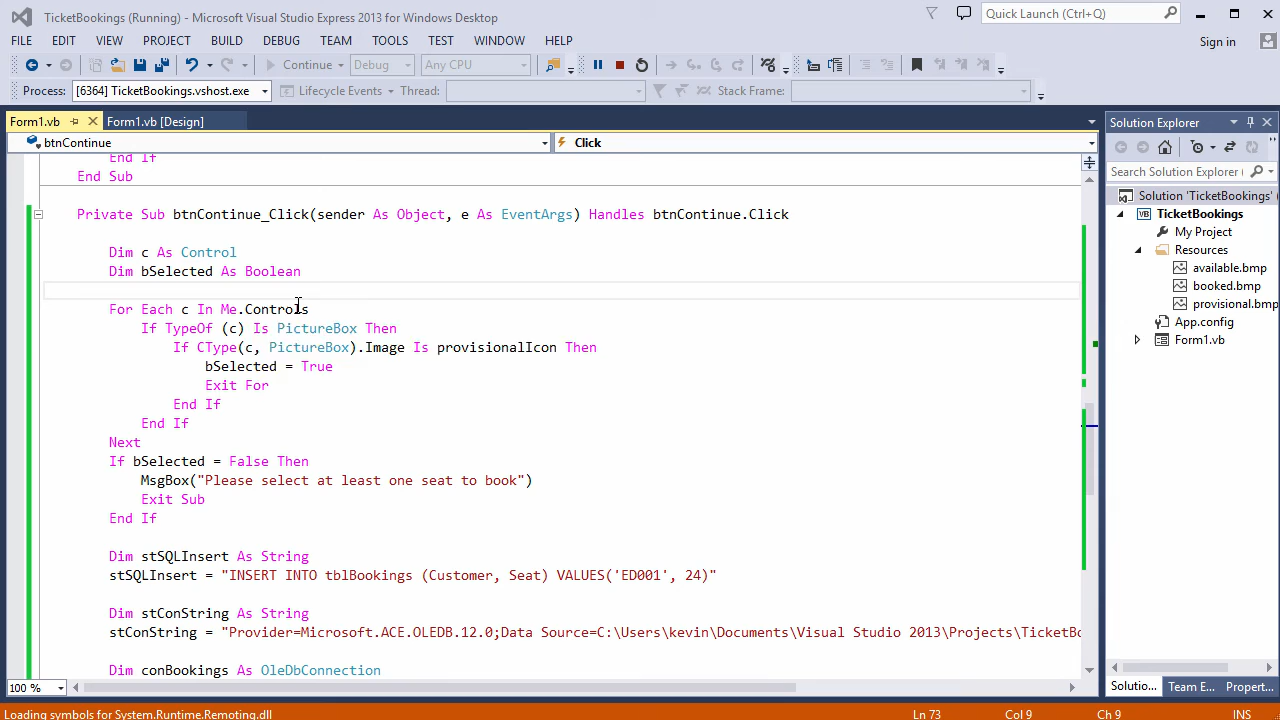 TicketBookings (Running) - Microsoft Visual Studio Express 2013 for Windows Desktop
Quick Launch (Ctrl+Q)
FILE EDIT VIEW PROJECT BUILD DEBUG TEAM TOOLS TEST WINDOW HELP
Sign in
Continue Debug Any CPU
Process: [6364] TicketBookings.vshost.exe Lifecycle Events Thread: Stack Frame:
Form1.vb Form1.vb [Design]
btnContinue Click
End If
End Sub
Private Sub btnContinue_Click(sender As Object, e As EventArgs) Handles btnContinue.Click
Dim c As Control
Dim bSelected As Boolean
For Each c In Me.Controls
If TypeOf (c) Is PictureBox Then
If CType(c, PictureBox).Image Is provisionalIcon Then
bSelected = True
Exit For
End If
End If
Next
If bSelected = False Then
MsgBox("Please select at least one seat to book")
Exit Sub
End If
Dim stSQLInsert As String
stSQLInsert = "INSERT INTO tblBookings (Customer, Seat) VALUES('ED001', 24)"
Dim stConString As String
stConString = "Provider=Microsoft.ACE.OLEDB.12.0;Data Source=C:\Users\kevin\Documents\Visual Studio 2013\Projects\TicketBo
Dim conBookings As OleDbConnection
100 %
Solution Explorer
Search Solution Explorer (
Solution 'TicketBookings' (
TicketBookings
My Project
Resources
available.bmp
booked.bmp
provisional.bmp
App.config
Form1.vb
Solutio... Team E... Propert...
Loading symbols for System.Runtime.Remoting.dll
Ln 73 Col 9 Ch 9 INS